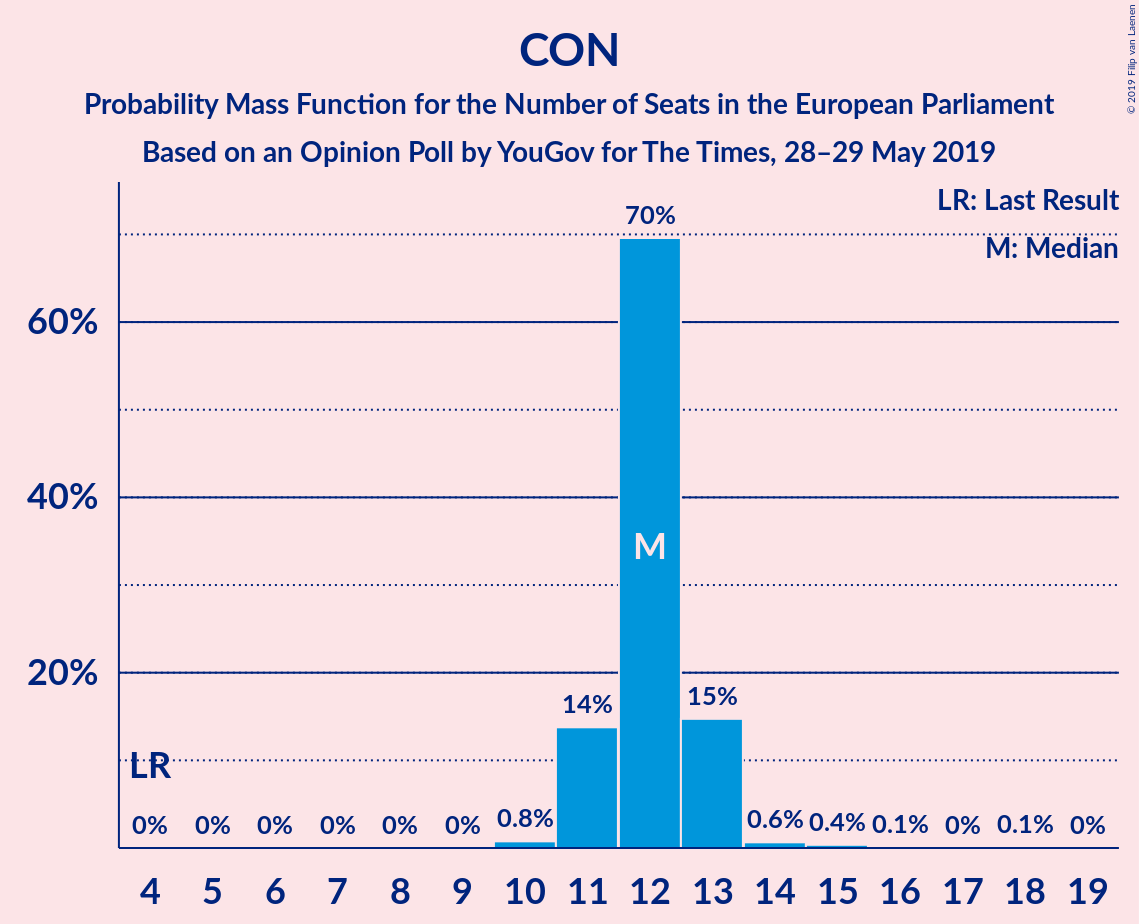 CON
Probability Mass Function for the Number of Seats in the European Parliament
Based on an Opinion Poll by YouGov for The Times, 28–29 May 2019
© 2019 Filip van Laenen
LR: Last Result
M: Median
70%
60%
40%
M
20%
15%
14%
LR
0% 0% 0% 0% 0% 0% 0.8% 0.6% 0.4% 0.1% 0% 0.1% 0%
4 5 6 7 8 9 10 11 12 13 14 15 16 17 18 19